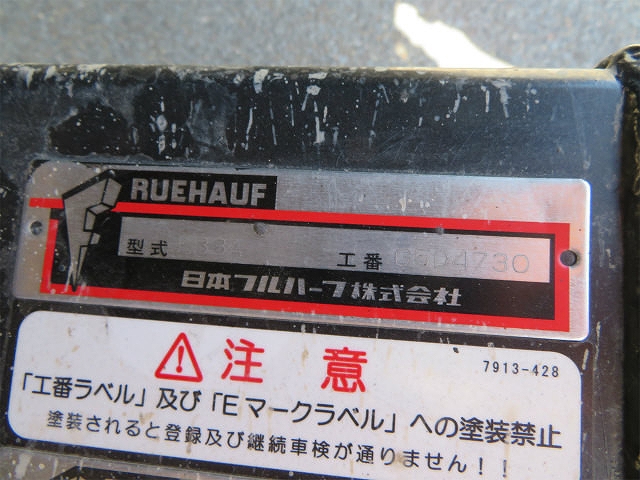 RUEHAUF
型式
工番
日本フルハーフ株式会社
注意
7913-428
「工番ラベル」及び「Eマークラベル」への塗装禁止
塗装されると登録及び継続車検が通りません!!